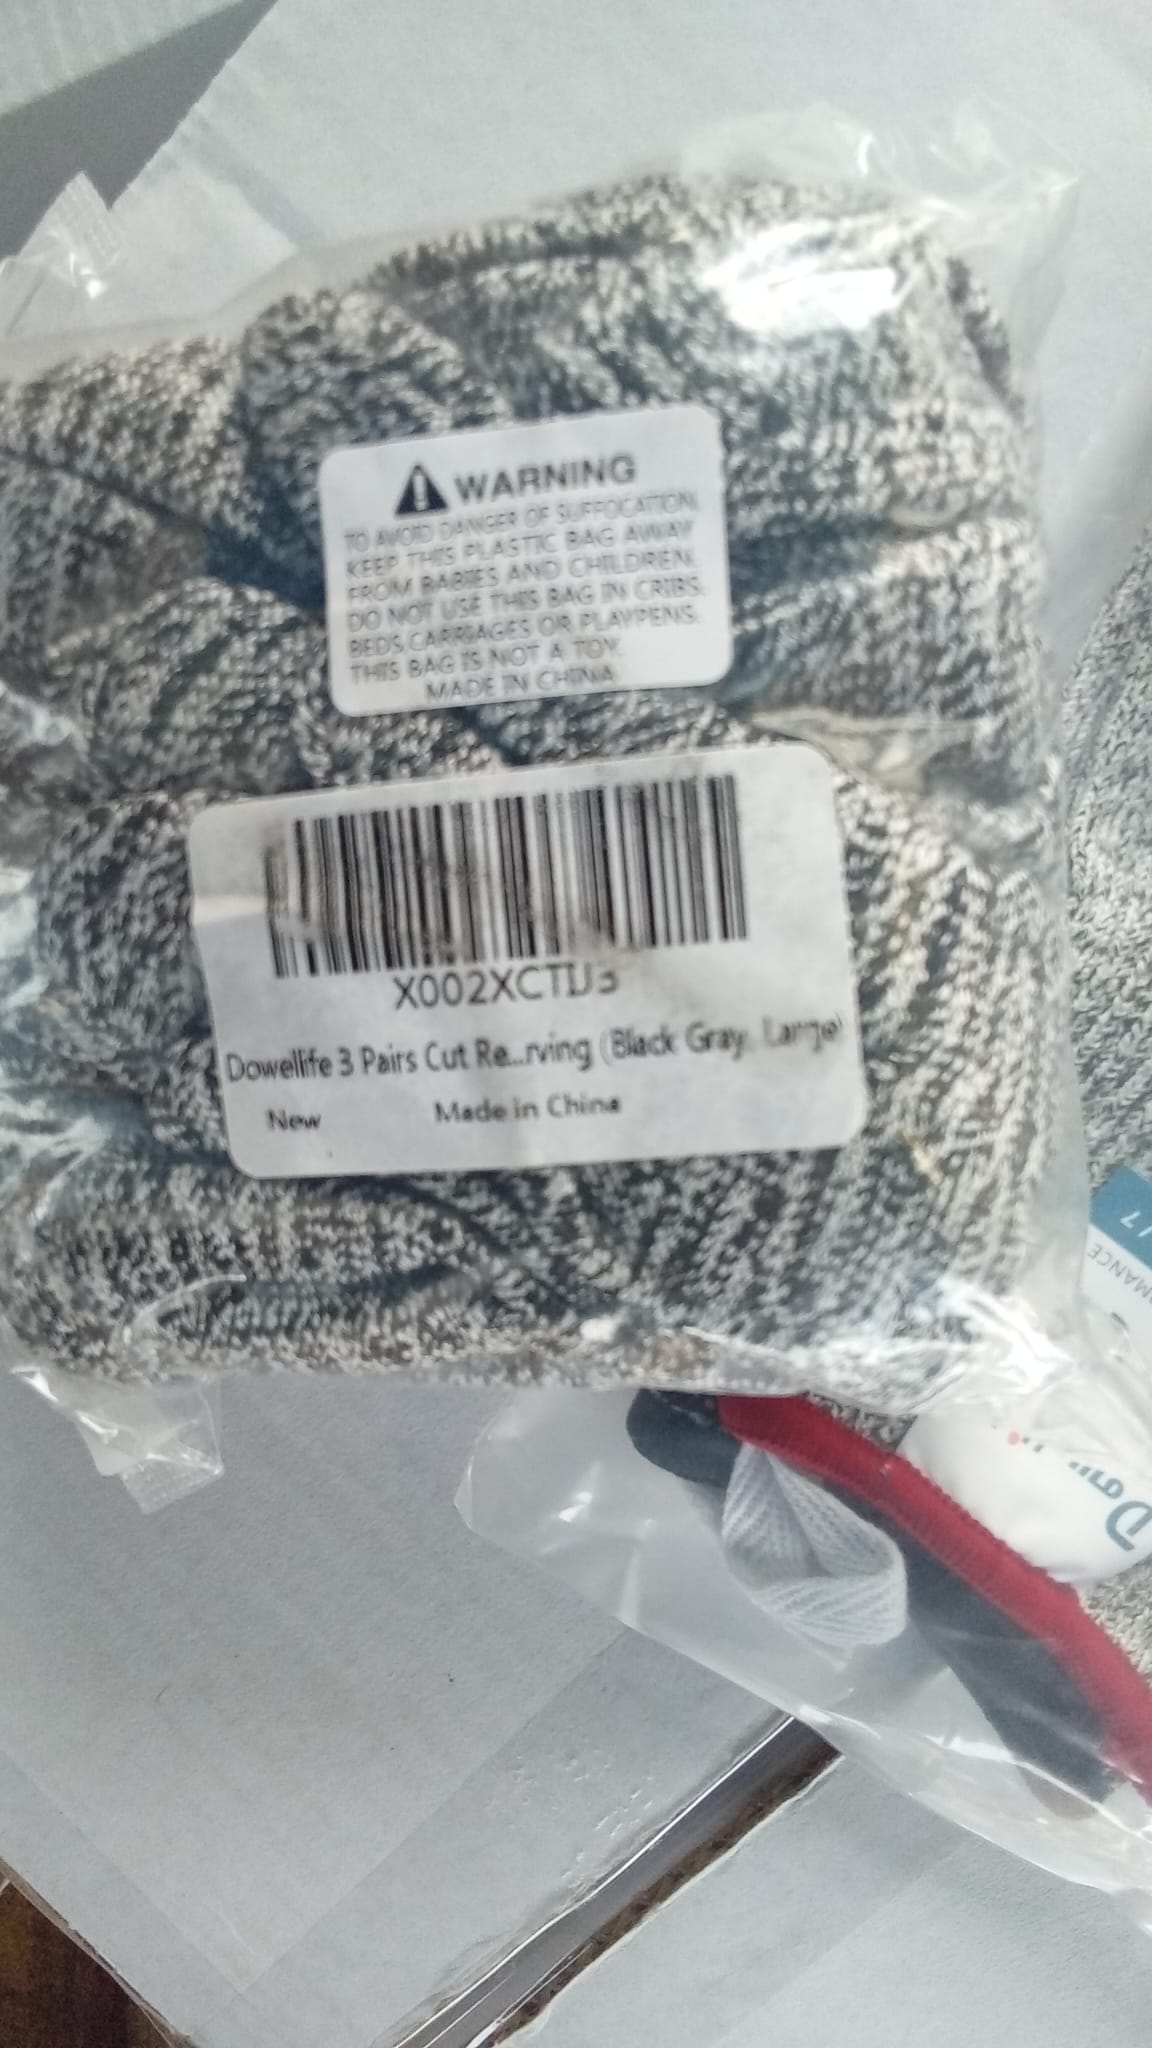 WARNING
TO AVOID DANGER OF SUFFOCATION,
KEEP THIS PLASTIC BAG AWAY
FROM BABIES AND CHILDREN.
DO NOT USE THIS BAG IN CRIBS.
BEDS CARRIAGES OR PLAYPENS.
THIS BAG IS NOT A TOY.
MADE IN CHINA
Dowellife 3 Pairs Cut Re...rving (Black Gray, Large)
New Made in China